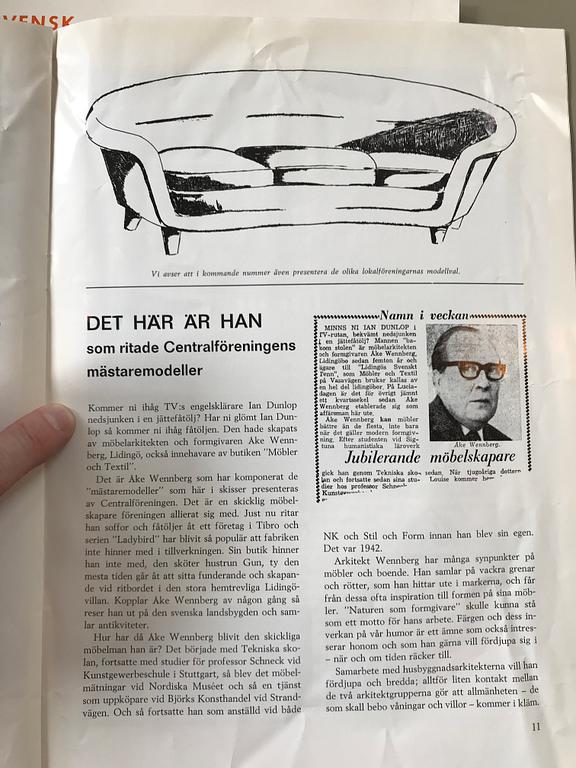 VENSK
Vi avser att i kommande nummer även presentera de olika lokalföreningarnas modellval.
DET HÄR ÄR HAN
som ritade Centralföreningens
mästaremodeller
Kommer ni ihåg TV:s engelsklärare Ian Dunlop
nedsjunken i en jättefåtölj? Har ni glömt Ian Dun-
lop så kommer ni ihåg fåtöljen. Den hade skapats
av möbelarkitekten och formgivaren Åke Wenn-
berg, Lidingö, också innehavare av butiken "Möbler
och Textil".
Det är Åke Wennberg som har komponerat de
"mästaremodeller" som här i skisser presenteras
av Centralföreningen. Det är en skicklig möbel-
skapare föreningen allierat sig med. Just nu ritar
han soffor och fåtöljer åt ett företag i Tibro och
serien "Ladybird" har blivit så populär att fabriken
inte hinner med i tillverkningen. Sin butik hinner
han inte med, den sköter hustrun Gun, ty den
mesta tiden går åt att sitta funderande och skapan-
de vid ritbordet i den stora hemtrevliga Lidingö-
villan. Kopplar Åke Wennberg av någon gång så
reser han ut på den svenska landsbygden och sam-
lar antikviteter.
Hur har då Åke Wennberg blivit den skickliga
möbelman han är? Det började med Tekniska sko-
lan, fortsatte med studier för professor Schneck vid
Kunstgewerbeschule i Stuttgart, så blev det möbel-
mätningar vid Nordiska Muséet och så en tjänst
som uppköpare vid Björks Konsthandel vid Strand-
vägen. Och så fortsatte han som anställd vid både
Namn i veckan
MINNS NI IAN DUNLOP i
TV-rutan, bekvämt nedsjunken
i en jättefåtölj? Mannen "ba-
kom stolen" är möbelarkitekten
och formgivaren Åke Wennberg,
Lidingöbo sedan femton år och
ägare till "Lidingös Svenskt
Tenn", som Möbler och Textil
på Vasavägen brukar kallas av
en hel del lidingöber. På Lucia-
dagen är det för övrigt jämnt
ett kvartssekel sedan Åke
Wennberg etablerade sig som
affärsman här ute.
Åke Wennberg kan möbler
bättre än de flesta, inte bara
när det gäller modern formgiv-
ning. Efter studenten vid Sig-
tuna humanistiska läroverk
Åke Wennberg.
Jubilerande möbelskapare
gick han genom Tekniska sko-
lan och fortsatte sedan sina stu-
dier hos professor Schneck
sedan. När tjugoåriga dottern
Louise kommer
NK och Stil och Form innan han blev sin egen.
Det var 1942.
Arkitekt Wennberg har många synpunkter på
möbler och boende. Han samlar på vackra grenar
och rötter, som han hittar ute i markerna, och får
från dessa ofta inspiration till formen på sina möb-
ler. "Naturen som formgivare" skulle kunna stå
som ett motto för hans arbete. Färgen och dess in-
verkan på vår humör är ett ämne som också intres-
serar honom och som han gärna vill fördjupa sig i
– när och om tiden räcker till.
Samarbete med husbyggnadsarkitekterna vill han
fördjupa och bredda; alltför liten kontakt mellan
de två arkitektgrupperna gör att allmänheten – de
som skall bebo våningar och villor – kommer i kläm.
11